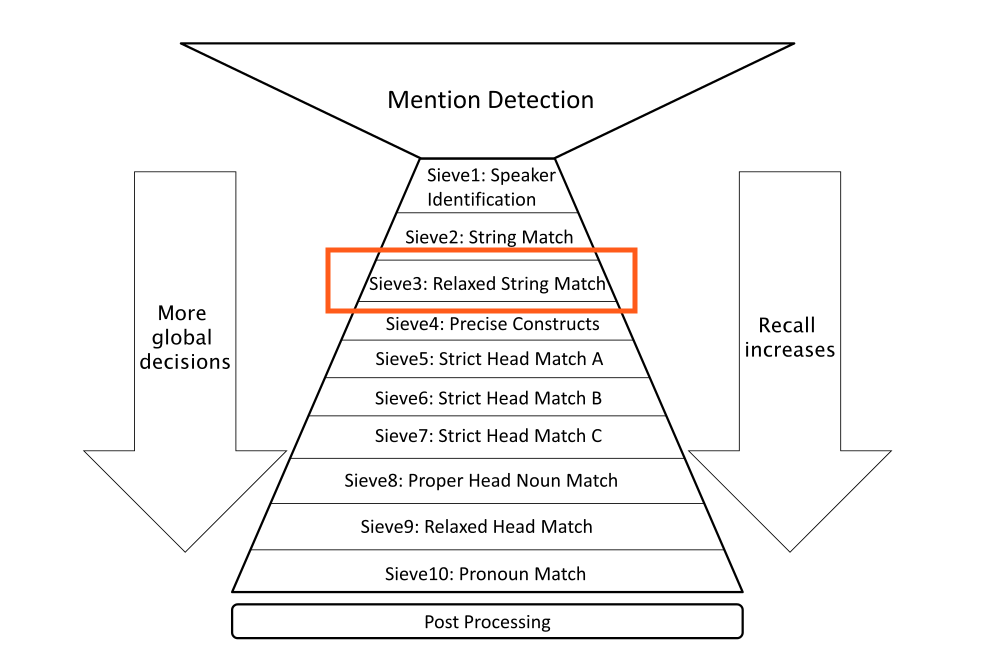 Mention Detection
Sieve1: Speaker
Identification
Sieve2: String Match
Sieve3: Relaxed String Match
Sieve4: Precise Constructs
Sieve5: Strict Head Match A
Sieve6: Strict Head Match B
Sieve7: Strict Head Match C
Sieve8: Proper Head Noun Match
Sieve9: Relaxed Head Match
Sieve10: Pronoun Match
Post Processing
More
global
decisions
Recall
increases